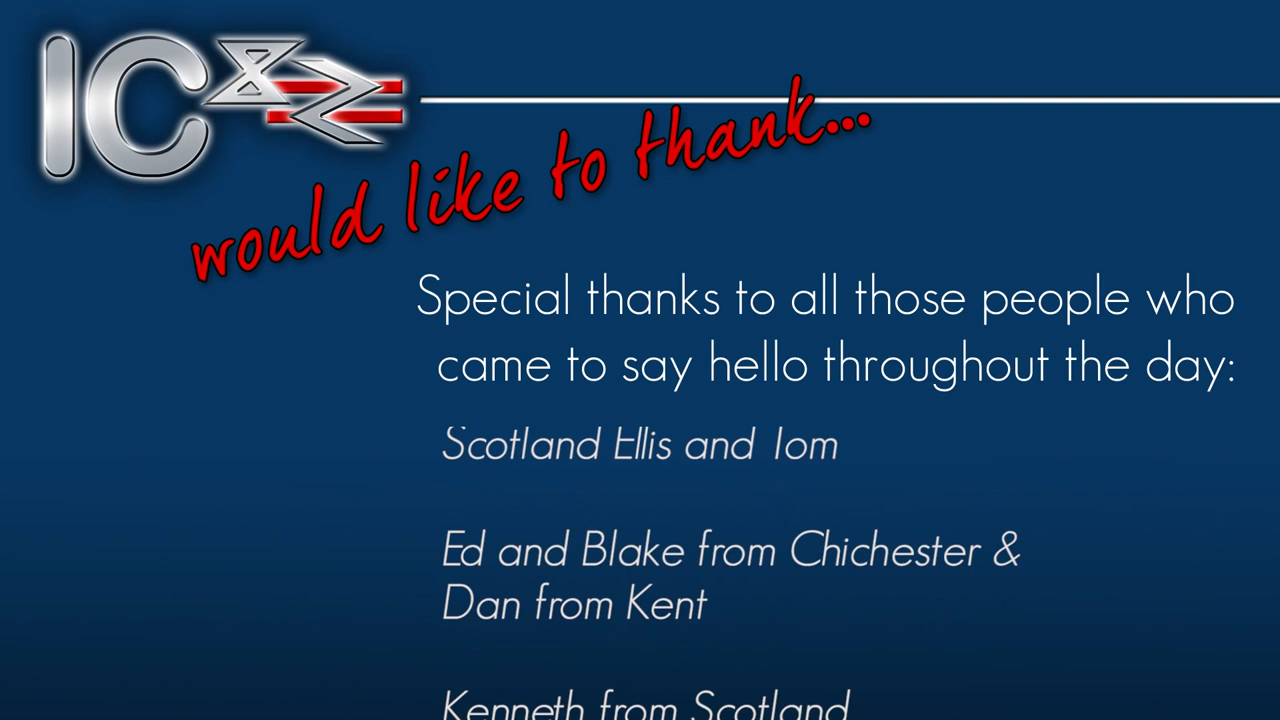 IC82
would like to thank...
Special thanks to all those people who
came to say hello throughout the day:
Scotland Ellis and Tom
Ed and Blake from Chichester &
Dan from Kent
Kenneth from Scotland